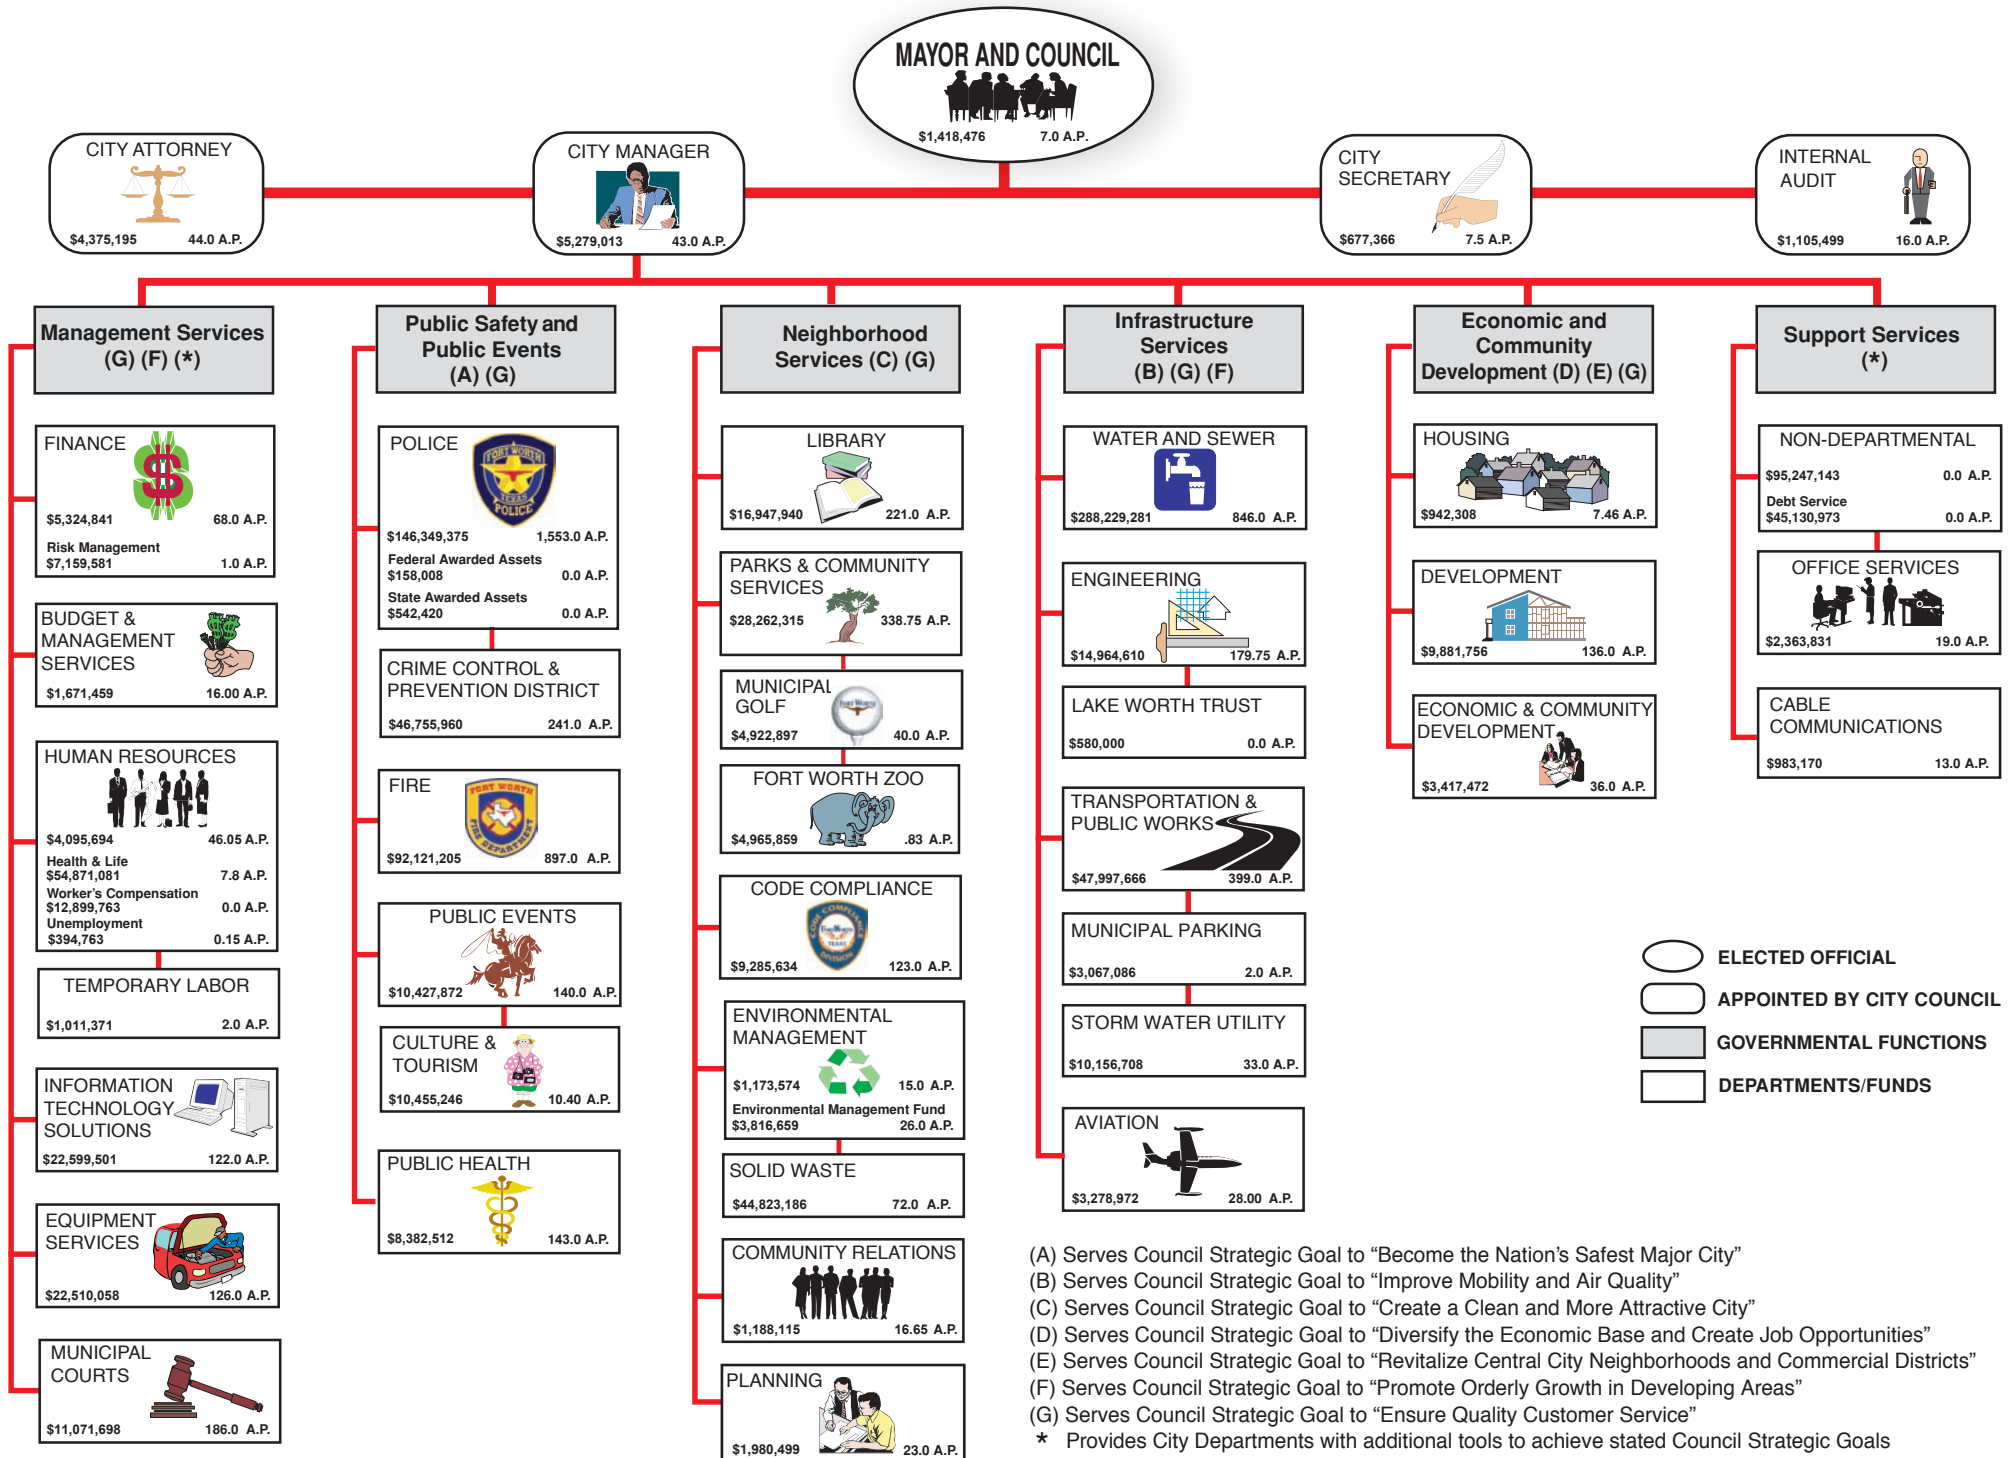 MAYOR AND COUNCIL
$1,418,476 7.0 A.P.
CITY ATTORNEY
$4,375,195 44.0 A.P.
CITY MANAGER
$5,279,013 43.0 A.P.
CITY
SECRETARY
$677,366 7.5 A.P.
INTERNAL
AUDIT
$1,105,499 16.0 A.P.
Management Services
(G) (F) (*)
FINANCE
$5,324,841 68.0 A.P.
Risk Management
$7,159,581 1.0 A.P.
BUDGET &
MANAGEMENT
SERVICES
$1,671,459 16.00 A.P.
HUMAN RESOURCES
$4,095,694 46.05 A.P.
Health & Life
$54,871,081 7.8 A.P.
Worker's Compensation
$12,899,763 0.0 A.P.
Unemployment
$394,763 0.15 A.P.
TEMPORARY LABOR
$1,011,371 2.0 A.P.
INFORMATION
TECHNOLOGY
SOLUTIONS
$22,599,501 122.0 A.P.
EQUIPMENT
SERVICES
$22,510,058 126.0 A.P.
MUNICIPAL
COURTS
$11,071,698 186.0 A.P.
Public Safety and
Public Events
(A) (G)
POLICE
FORT WORTH
TEXAS
POLICE
$146,349,375 1,553.0 A.P.
Federal Awarded Assets
$158,008 0.0 A.P.
State Awarded Assets
$542,420 0.0 A.P.
CRIME CONTROL &
PREVENTION DISTRICT
$46,755,960 241.0 A.P.
FIRE
FORT WORTH
FIRE DEPARTMENT
$92,121,205 897.0 A.P.
PUBLIC EVENTS
$10,427,872 140.0 A.P.
CULTURE &
TOURISM
$10,455,246 10.40 A.P.
PUBLIC HEALTH
$8,382,512 143.0 A.P.
Neighborhood
Services (C) (G)
LIBRARY
$16,947,940 221.0 A.P.
PARKS & COMMUNITY
SERVICES
$28,262,315 338.75 A.P.
MUNICIPAL
GOLF
Fort Worth
$4,922,897 40.0 A.P.
FORT WORTH ZOO
$4,965,859 .83 A.P.
CODE COMPLIANCE
CODE COMPLIANCE
Fort Worth
TEXAS
DIVISION
$9,285,634 123.0 A.P.
ENVIRONMENTAL
MANAGEMENT
$1,173,574 15.0 A.P.
Environmental Management Fund
$3,816,659 26.0 A.P.
SOLID WASTE
$44,823,186 72.0 A.P.
COMMUNITY RELATIONS
$1,188,115 16.65 A.P.
PLANNING
$1,980,499 23.0 A.P.
Infrastructure
Services
(B) (G) (F)
WATER AND SEWER
$288,229,281 846.0 A.P.
ENGINEERING
$14,964,610 179.75 A.P.
LAKE WORTH TRUST
$580,000 0.0 A.P.
TRANSPORTATION &
PUBLIC WORKS
$47,997,666 399.0 A.P.
MUNICIPAL PARKING
$3,067,086 2.0 A.P.
STORM WATER UTILITY
$10,156,708 33.0 A.P.
AVIATION
$3,278,972 28.00 A.P.
Economic and
Community
Development (D) (E) (G)
HOUSING
$942,308 7.46 A.P.
DEVELOPMENT
$9,881,756 136.0 A.P.
ECONOMIC & COMMUNITY
DEVELOPMENT
$3,417,472 36.0 A.P.
Support Services
(*)
NON-DEPARTMENTAL
$95,247,143 0.0 A.P.
Debt Service
$45,130,973 0.0 A.P.
OFFICE SERVICES
$2,363,831 19.0 A.P.
CABLE
COMMUNICATIONS
$983,170 13.0 A.P.
ELECTED OFFICIAL
APPOINTED BY CITY COUNCIL
GOVERNMENTAL FUNCTIONS
DEPARTMENTS/FUNDS
(A) Serves Council Strategic Goal to “Become the Nation's Safest Major City”
(B) Serves Council Strategic Goal to “Improve Mobility and Air Quality”
(C) Serves Council Strategic Goal to “Create a Clean and More Attractive City”
(D) Serves Council Strategic Goal to “Diversify the Economic Base and Create Job Opportunities”
(E) Serves Council Strategic Goal to “Revitalize Central City Neighborhoods and Commercial Districts”
(F) Serves Council Strategic Goal to “Promote Orderly Growth in Developing Areas”
(G) Serves Council Strategic Goal to “Ensure Quality Customer Service”
* Provides City Departments with additional tools to achieve stated Council Strategic Goals